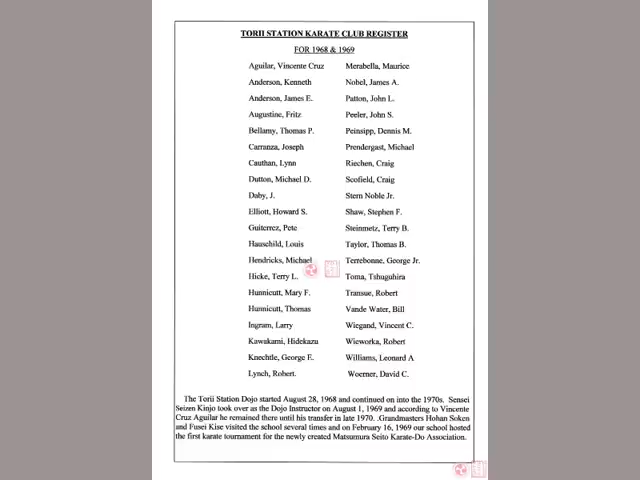 TORII STATION KARATE CLUB REGISTER
FOR 1968 & 1969
Aguilar, Vincente Cruz
Anderson, Kenneth
Anderson, James E.
Augustine, Fritz
Bellamy, Thomas P.
Carranza, Joseph
Cauthan, Lynn
Dutton, Michael D.
Daby, J.
Elliott, Howard S.
Guiterrez, Pete
Hauschild, Louis
Hendricks, Michael
Hicke, Terry L.
Hunnicutt, Mary F.
Hunnicutt, Thomas
Ingram, Larry
Kawakami, Hidekazu
Knechtle, George E.
Lynch, Robert.
Merabella, Maurice
Nobel, James A.
Patton, John L.
Peeler, John S.
Peinsipp, Dennis M.
Prendergast, Michael
Riechen, Craig
Scofield, Craig
Stern Noble Jr.
Shaw, Stephen F.
Steinmetz, Terry B.
Taylor, Thomas B.
Terrebonne, George Jr.
Toma, Tshuguhira
Transue, Robert
Vande Water, Bill
Wiegand, Vincent C.
Wieworka, Robert
Williams, Leonard A
Woerner, David C.
The Torii Station Dojo started August 28, 1968 and continued on into the 1970s. Sensei
Seizen Kinjo took over as the Dojo Instructor on August 1, 1969 and according to Vincente
Cruz Aguilar he remained there until his transfer in late 1970. .Grandmasters Hohan Soken
and Fusei Kise visited the school several times and on February 16, 1969 our school hosted
the first karate tournament for the newly created Matsumura Seito Karate-Do Association.